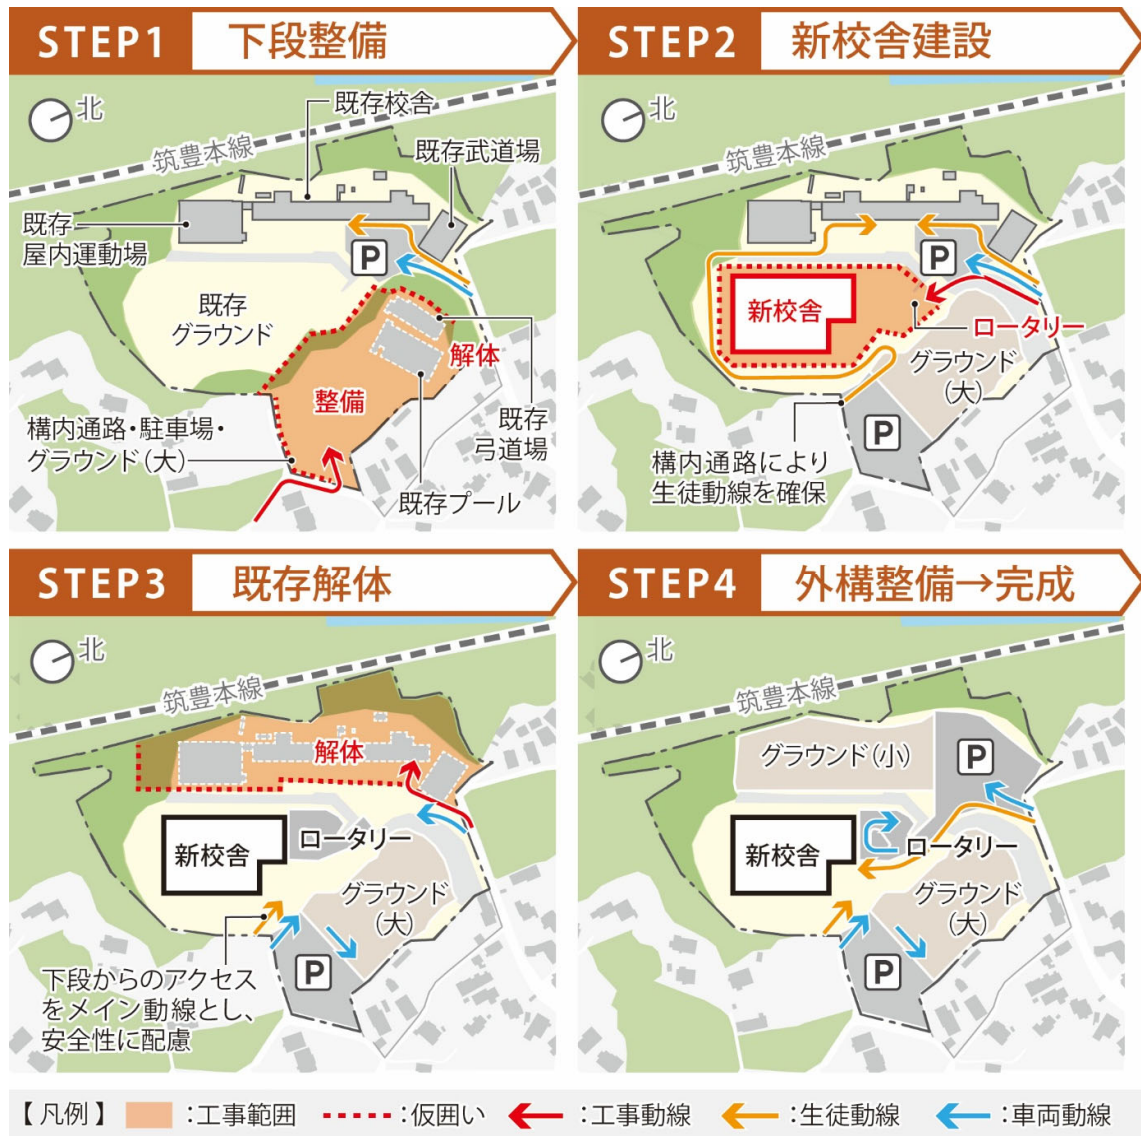 STEP1 下段整備
北
筑豊本線
既存校舎
既存武道場
既存
屋内運動場
P
既存
グラウンド
解体
整備
構内通路・駐車場・
グラウンド(大)
既存
弓道場
既存プール
STEP2 新校舎建設
北
筑豊本線
P
新校舎
ロータリー
グラウンド
(大)
P
構内通路により
生徒動線を確保
STEP3 既存解体
北
筑豊本線
解体
新校舎
ロータリー
グラウンド
(大)
P
下段からのアクセス
をメイン動線とし、
安全性に配慮
STEP4 外構整備→完成
北
筑豊本線
グラウンド(小)
P
新校舎
ロータリー
グラウンド
(大)
P
【凡例】 :工事範囲 :仮囲い :工事動線 :生徒動線 :車両動線